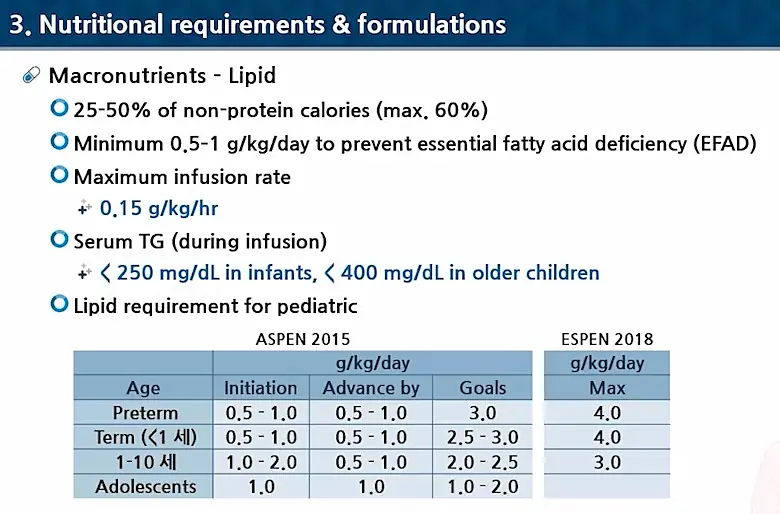 3. Nutritional requirements & formulations
Macronutrients - Lipid
25-50% of non-protein calories (max. 60%)
Minimum 0.5-1 g/kg/day to prevent essential fatty acid deficiency (EFAD)
Maximum infusion rate
0.15 g/kg/hr
Serum TG (during infusion)
< 250 mg/dL in infants, < 400 mg/dL in older children
Lipid requirement for pediatric
ASPEN 2015 ESPEN 2018
g/kg/day g/kg/day
Age Initiation Advance by Goals Max
Preterm 0.5 - 1.0 0.5 - 1.0 3.0 4.0
Term (<1 세) 0.5 - 1.0 0.5 - 1.0 2.5 - 3.0 4.0
1-10 세 1.0 - 2.0 0.5 - 1.0 2.0 - 2.5 3.0
Adolescents 1.0 1.0 1.0 - 2.0